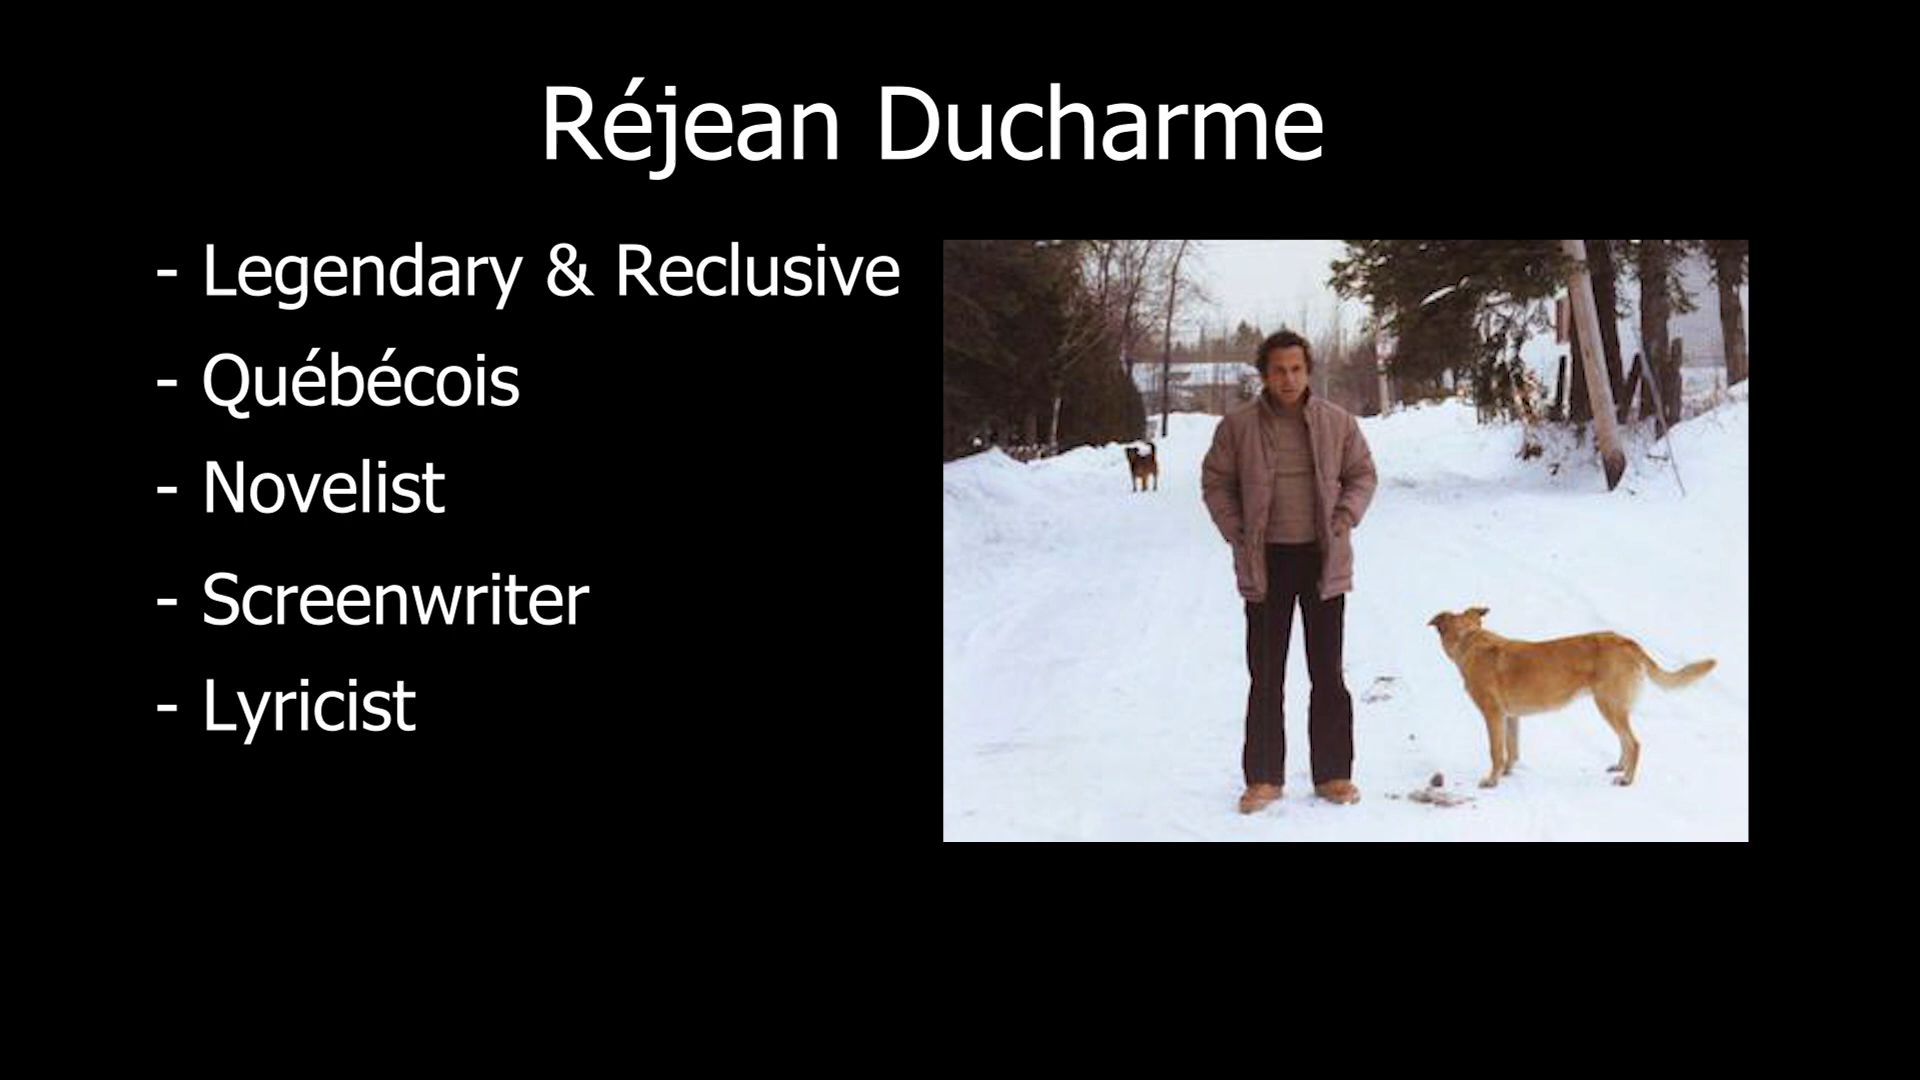 Réjean Ducharme
- Legendary & Reclusive
- Québécois
- Novelist
- Screenwriter
- Lyricist